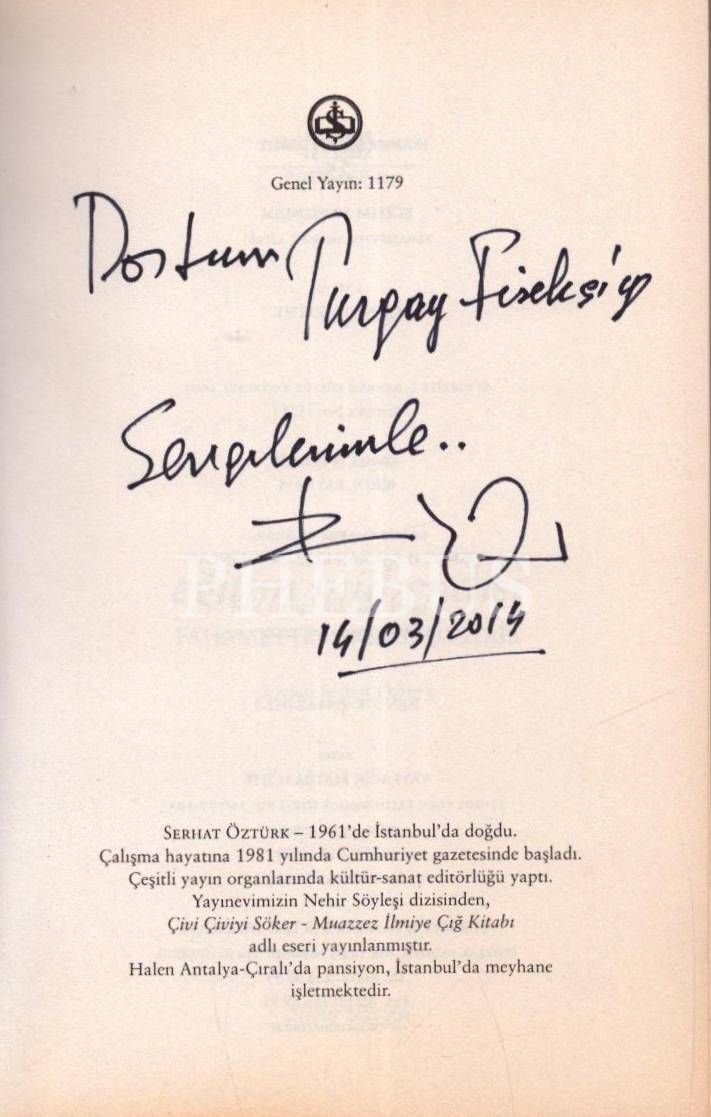 Genel Yayın: 1179
Dostum Turgay Fişekçi'ye
Sevgilerimle..
14/03/2014
PHEBUS
SERHAT ÖZTÜRK – 1961'de İstanbul'da doğdu.
Çalışma hayatına 1981 yılında Cumhuriyet gazetesinde başladı.
Çeşitli yayın organlarında kültür-sanat editörlüğü yaptı.
Yayınevimizin Nehir Söyleşi dizisinden,
Çivi Çiviyi Söker - Muazzez İlmiye Çığ Kitabı
adlı eseri yayınlanmıştır.
Halen Antalya-Çıralı'da pansiyon, İstanbul'da meyhane
işletmektedir.